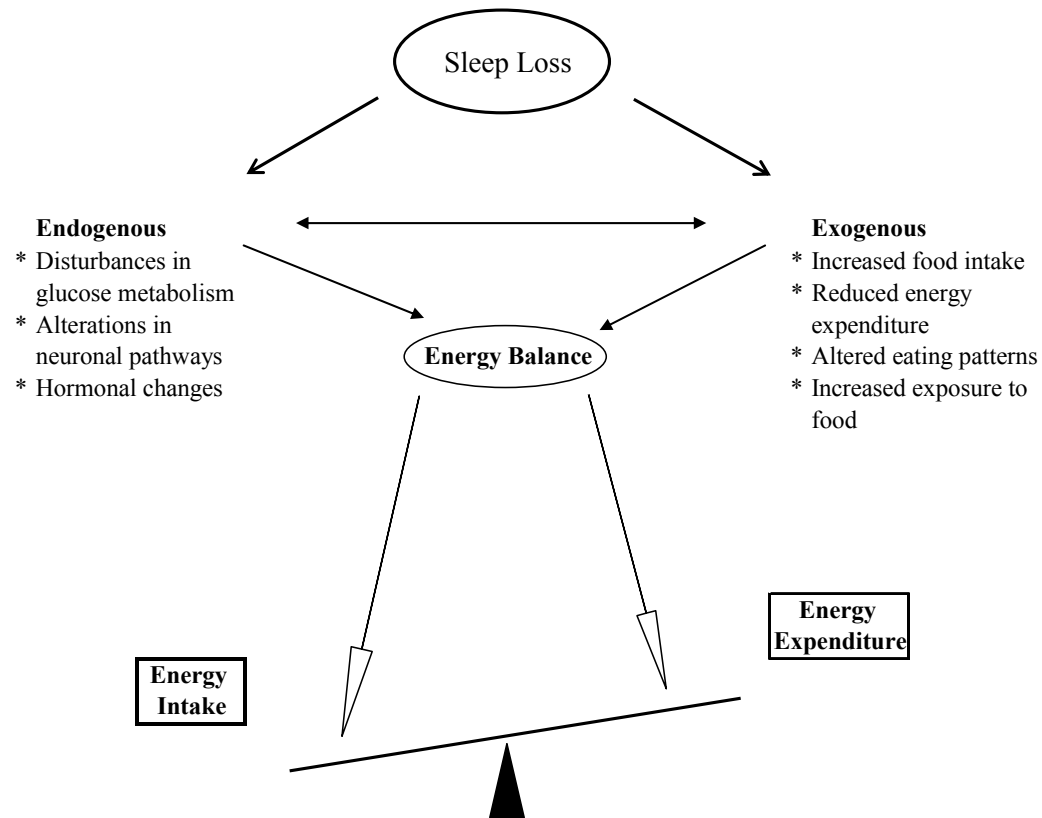 Sleep Loss
Endogenous
* Disturbances in
glucose metabolism
* Alterations in
neuronal pathways
* Hormonal changes
Exogenous
* Increased food intake
* Reduced energy
expenditure
* Altered eating patterns
* Increased exposure to
food
Energy Balance
Energy
Expenditure
Energy
Intake